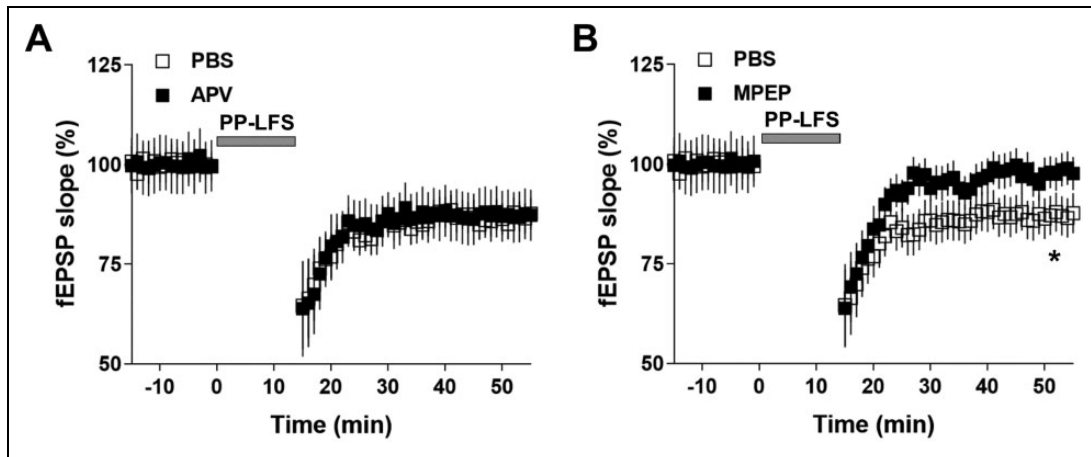 A
PBS
APV
PP-LFS
125
100
75
50
fEPSP slope (%)
-10 0 10 20 30 40 50
Time (min)
B
PBS
MPEP
PP-LFS
125
100
75
50
fEPSP slope (%)
*
-10 0 10 20 30 40 50
Time (min)